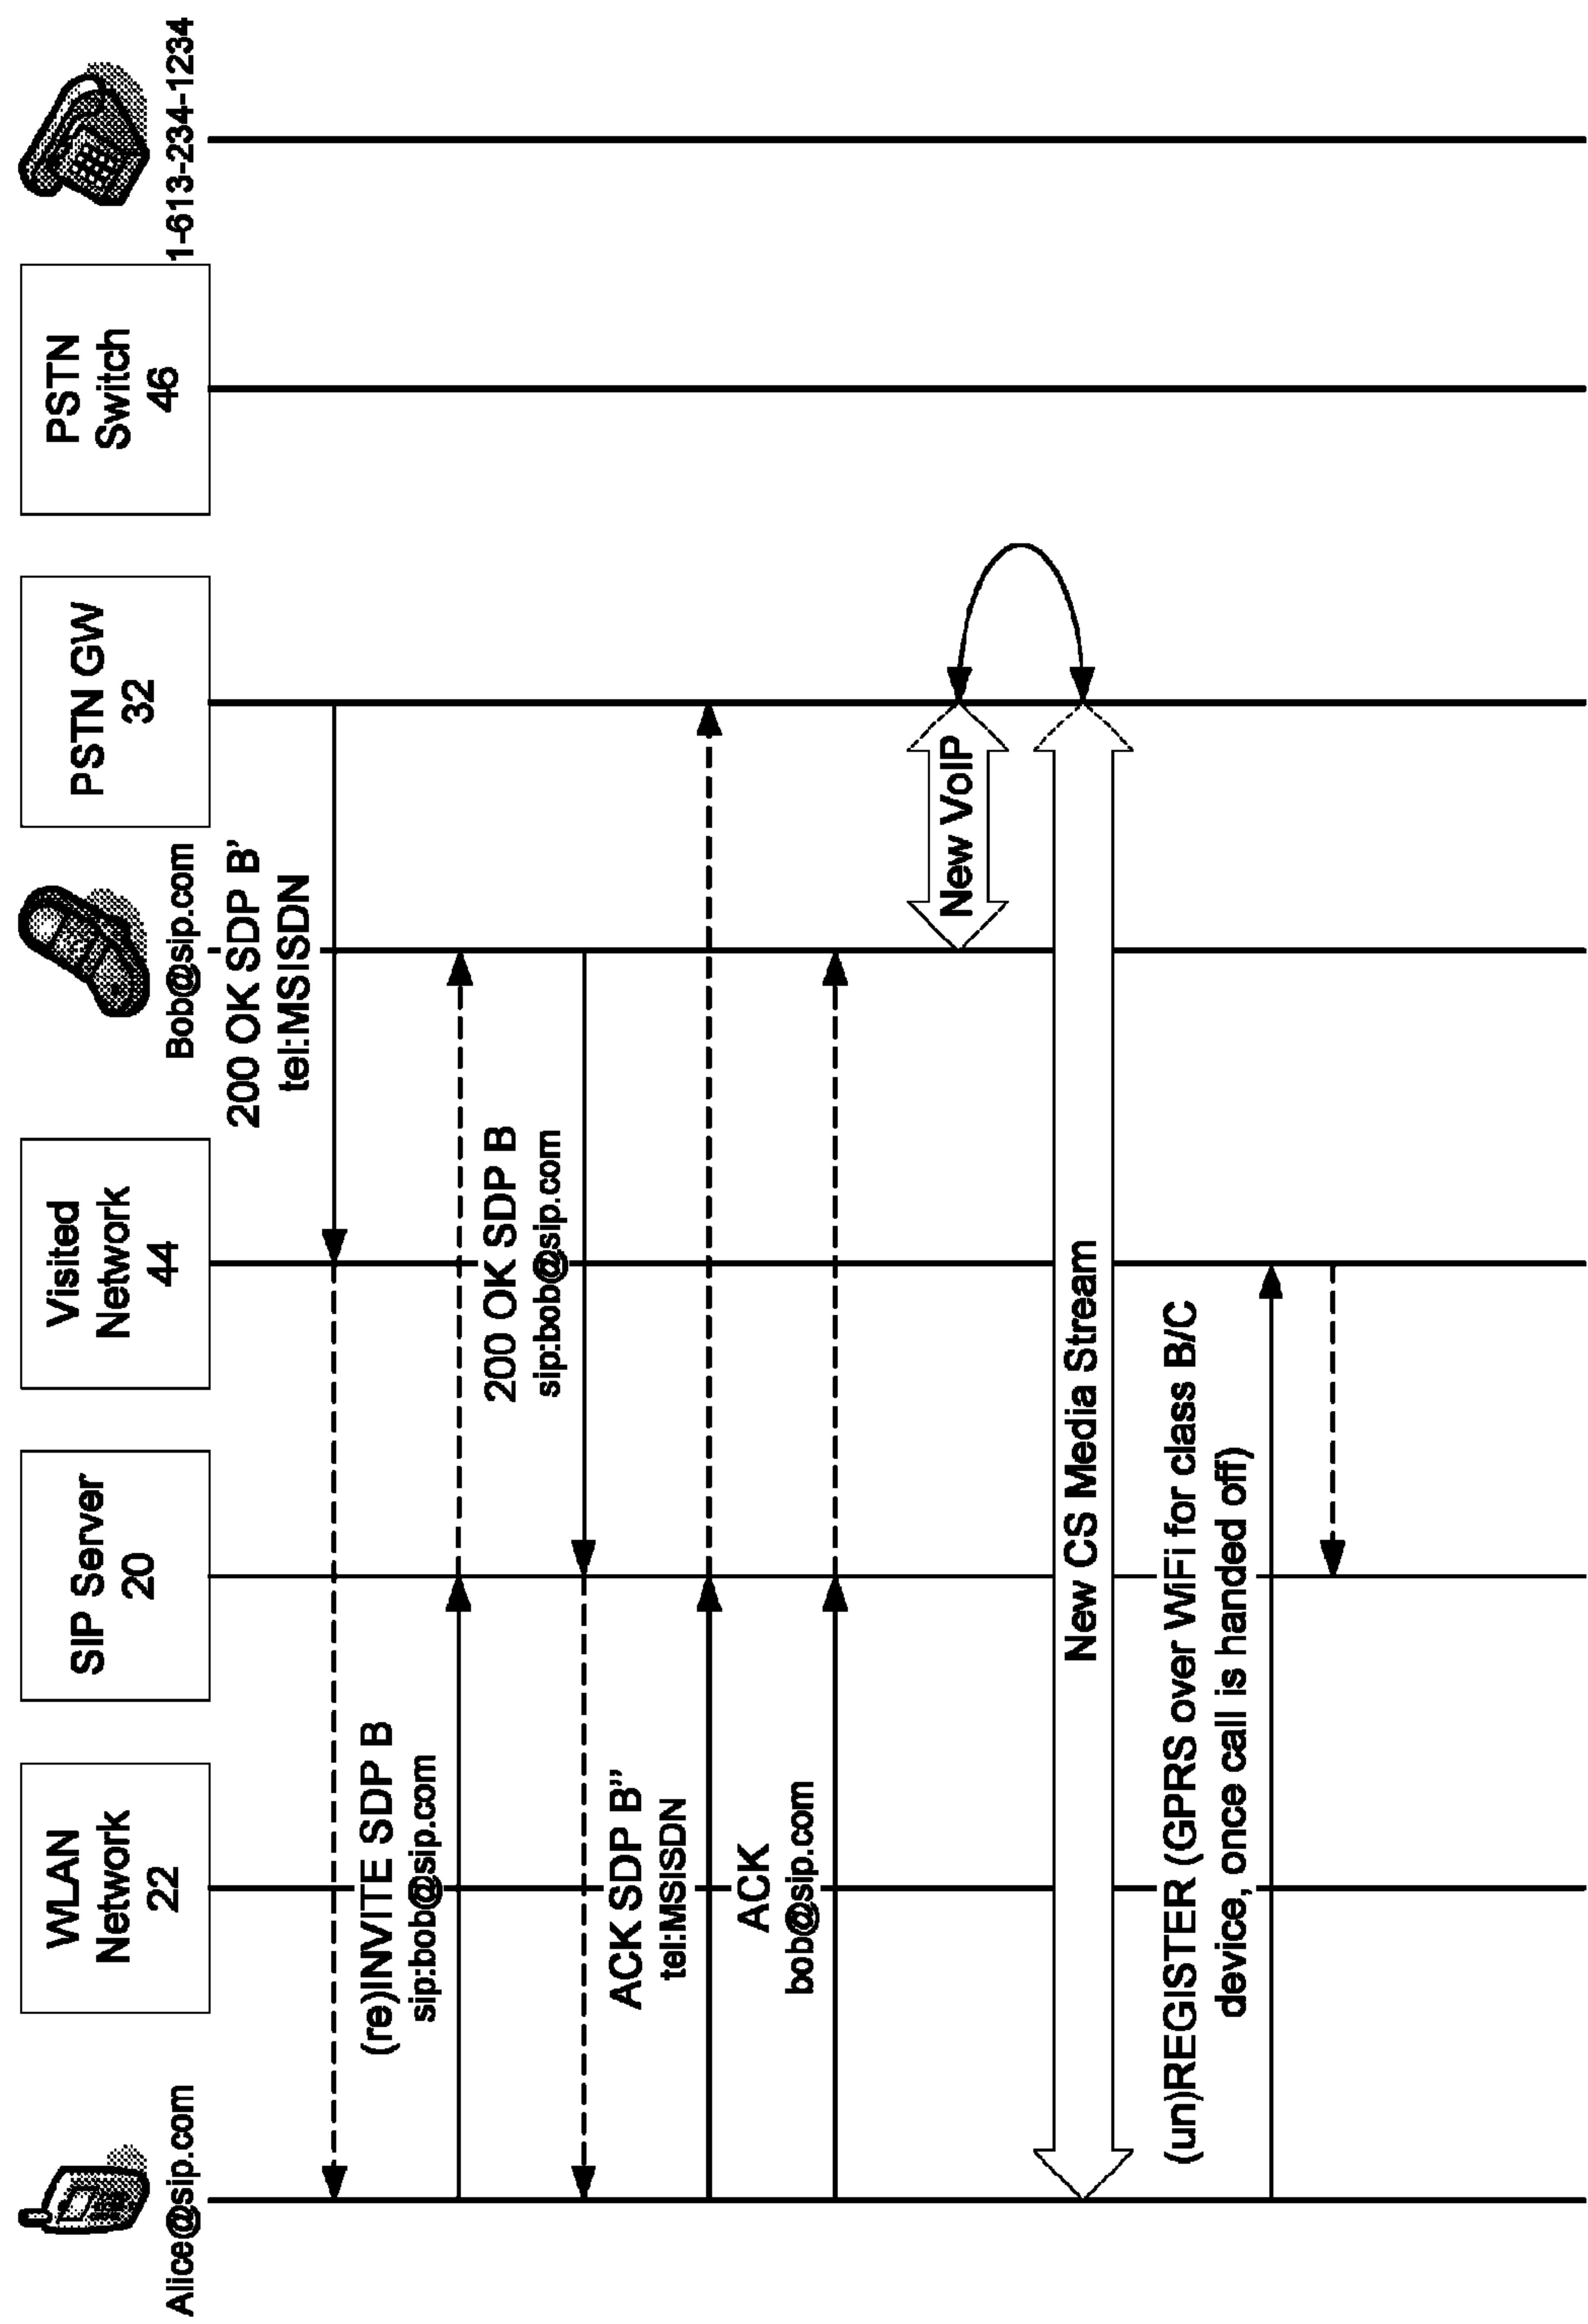 Alice@sip.com
WLAN
Network
22
SIP Server
20
Visited
Network
44
Bob@sip.com
PSTN GW
32
PSTN
Switch
46
1-613-234-1234
200 OK SDP B'
tel:MSISDN
(re)INVITE SDP B
sip:bob@sip.com
200 OK SDP B
sip:bob@sip.com
ACK SDP B"
tel:MSISDN
ACK
bob@sip.com
New VoIP
New CS Media Stream
(un)REGISTER (GPRS over WiFi for class B/C
device, once call is handed off)